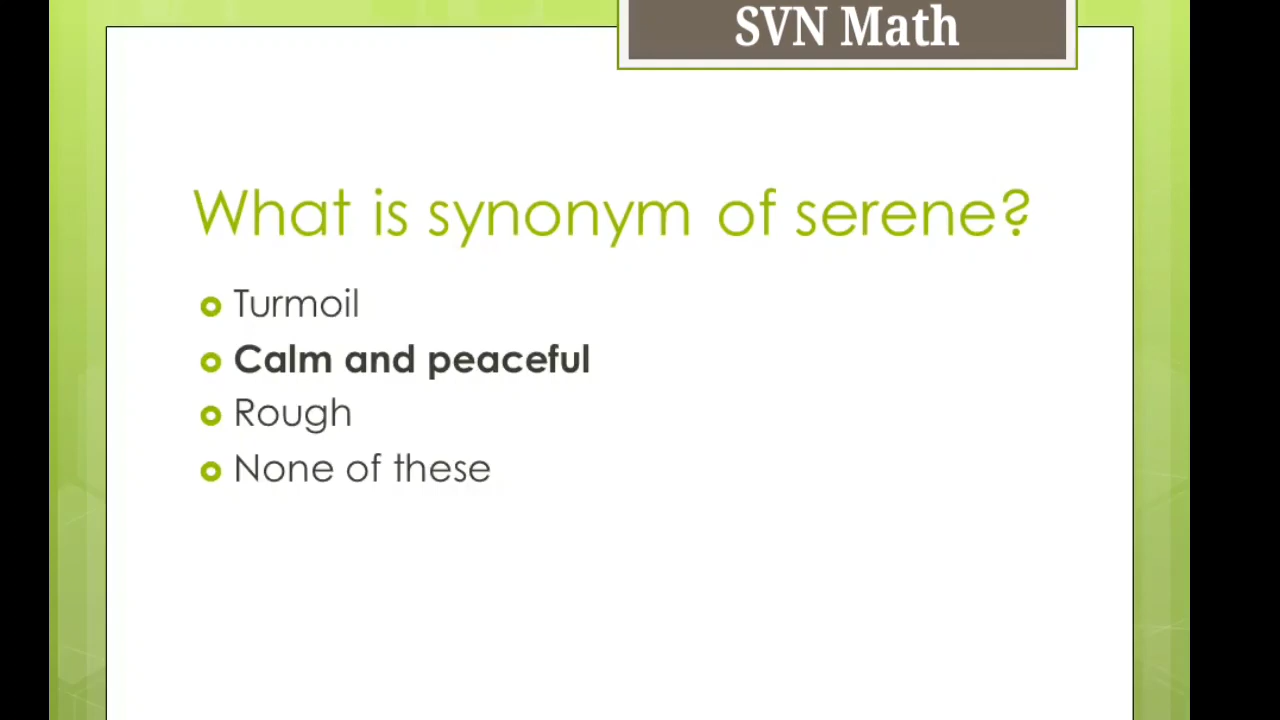 SVN Math
What is synonym of serene?
Turmoil
Calm and peaceful
Rough
None of these